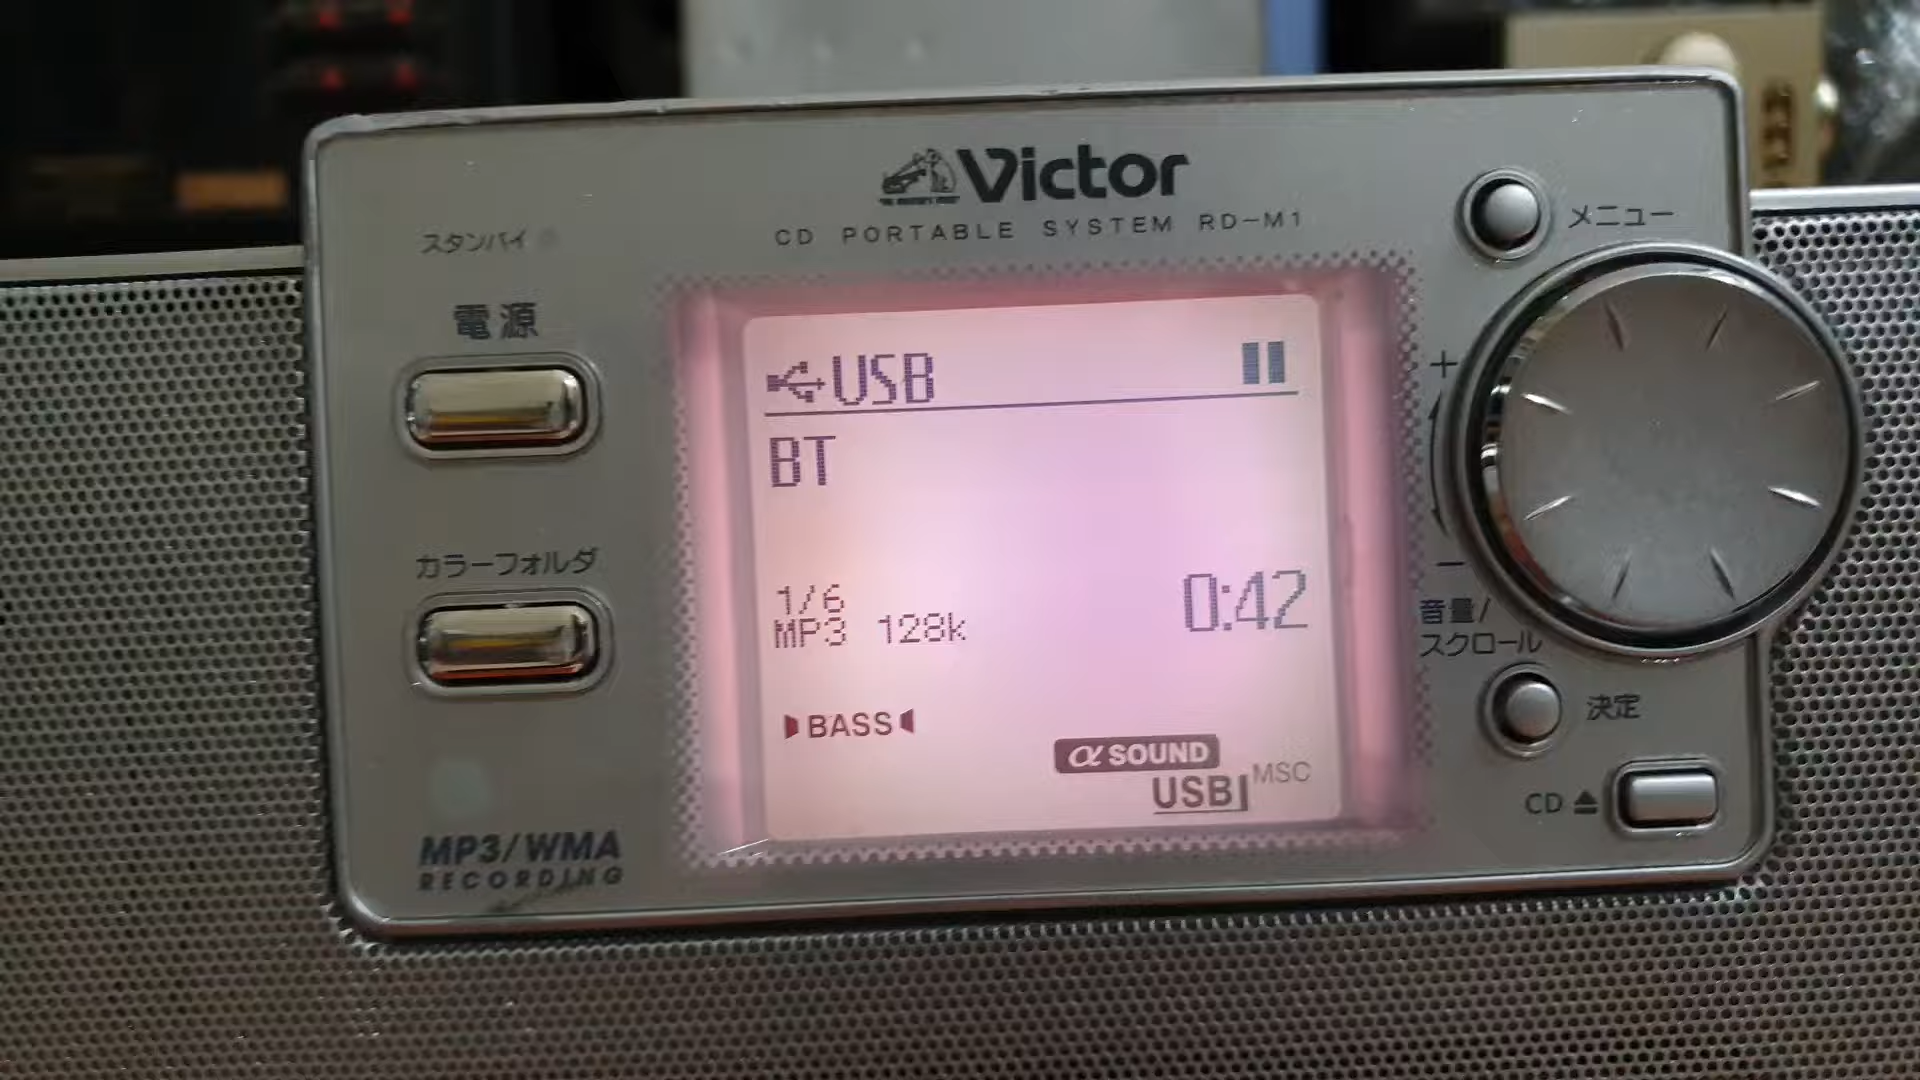 Victor
CD PORTABLE SYSTEM RD-M1
スタンバイ
電源
カラーフォルダ
MP3/WMA
RECORDING
USB
BT
1/6
MP3 128k
0:42
BASS
α SOUND
USB
MSC
メニュー
+
−
音量/
スクロール
決定
CD